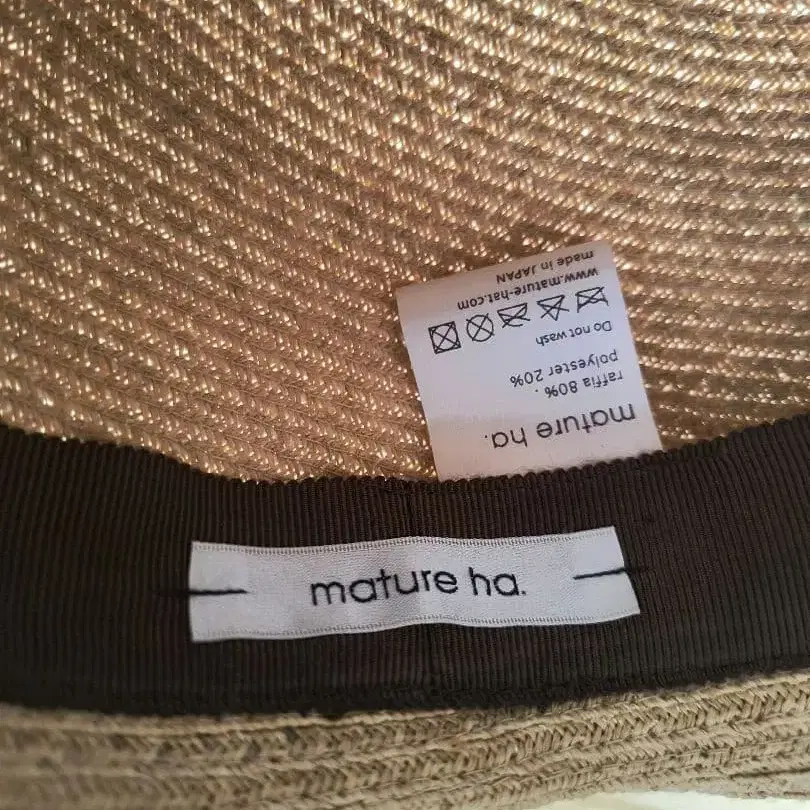 mature ha.
raffia 80%.
polyester 20%
Do not wash
www.mature-hat.com
made in JAPAN
mature ha.